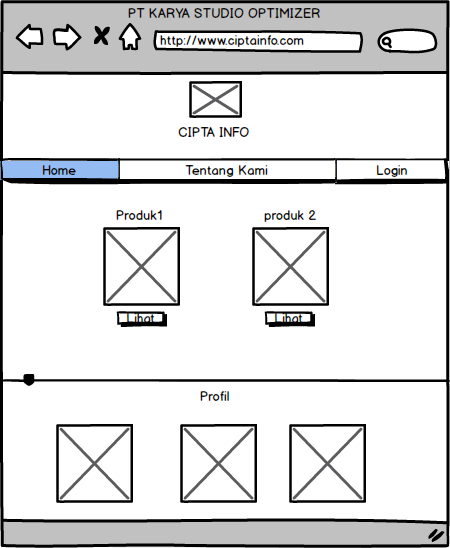 PT KARYA STUDIO OPTIMIZER
http://www.ciptainfo.com
CIPTA INFO
Home Tentang Kami Login
Produk1 produk 2
Lihat Lihat
Profil